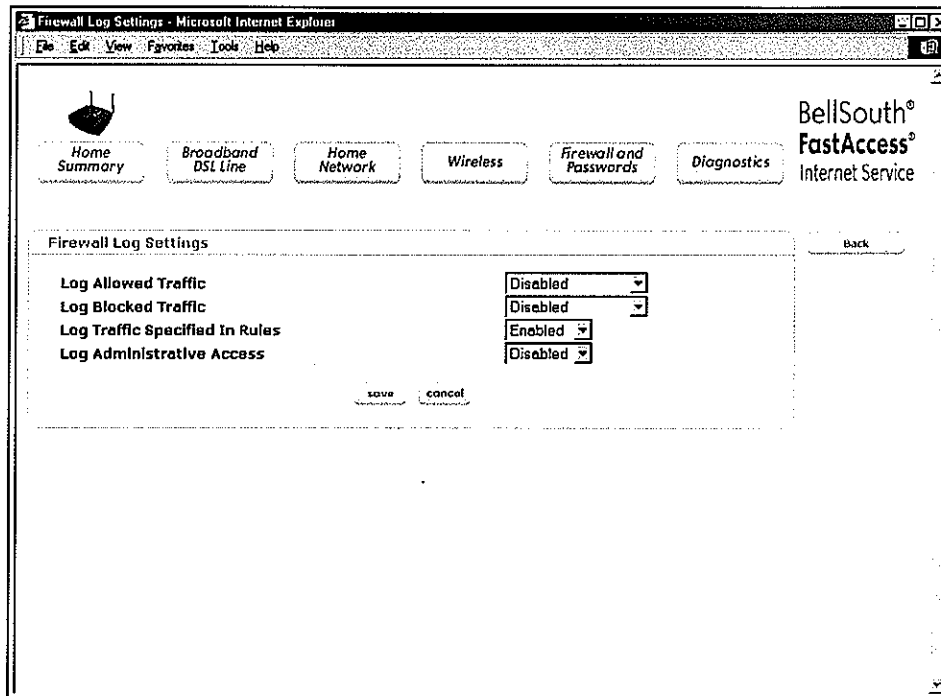 Firewall Log Settings - Microsoft Internet Explorer
File Edit View Favorites Tools Help
BellSouth®
FastAccess®
Internet Service
Home Summary
Broadband DSL Line
Home Network
Wireless
Firewall and Passwords
Diagnostics
Firewall Log Settings
Back
Log Allowed Traffic Disabled
Log Blocked Traffic Disabled
Log Traffic Specified In Rules Enabled
Log Administrative Access Disabled
save cancel